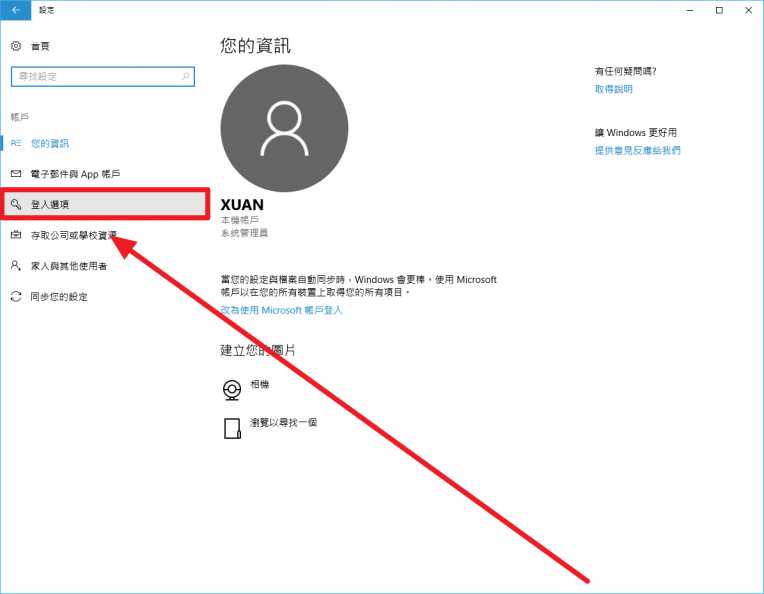 設定
首頁
尋找設定
帳戶
您的資訊
電子郵件與 App 帳戶
登入選項
存取公司或學校資源
家人與其他使用者
同步您的設定
您的資訊
XUAN
本機帳戶
系統管理員
當您的設定與檔案自動同步時，Windows 會更棒。使用 Microsoft
帳戶以在您的所有裝置上取得您的所有項目。
改為使用 Microsoft 帳戶登入
建立您的圖片
相機
瀏覽以尋找一個
有任何疑問嗎?
取得說明
讓 Windows 更好用
提供意見反應給我們